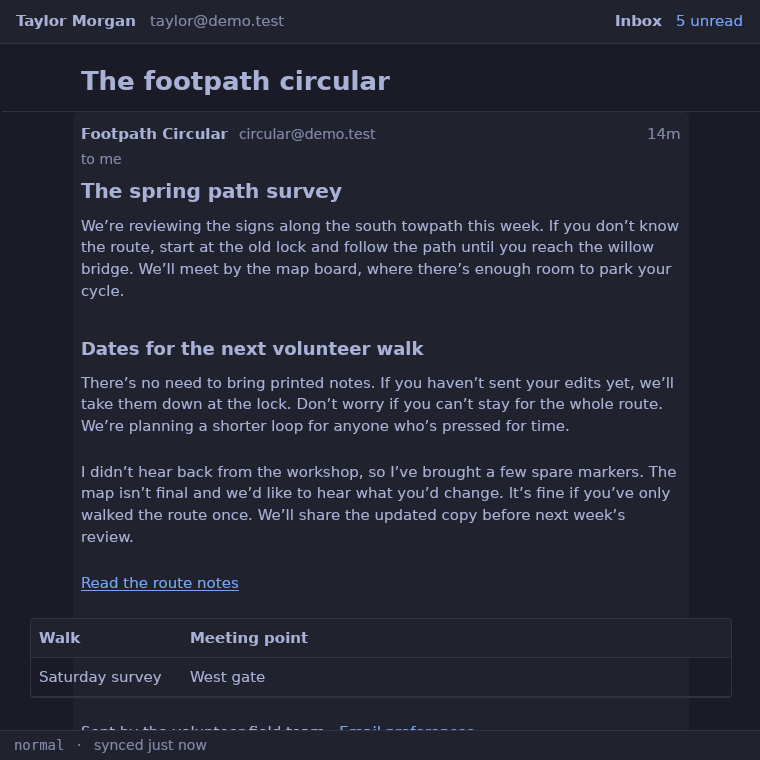 Taylor Morgan taylor@demo.test Inbox 5 unread
The footpath circular
Footpath Circular circular@demo.test 14m
to me
The spring path survey
We’re reviewing the signs along the south towpath this week. If you don’t know
the route, start at the old lock and follow the path until you reach the willow
bridge. We’ll meet by the map board, where there’s enough room to park your
cycle.
Dates for the next volunteer walk
There’s no need to bring printed notes. If you haven’t sent your edits yet, we’ll
take them down at the lock. Don’t worry if you can’t stay for the whole route.
We’re planning a shorter loop for anyone who’s pressed for time.
I didn’t hear back from the workshop, so I’ve brought a few spare markers. The
map isn’t final and we’d like to hear what you’d change. It’s fine if you’ve only
walked the route once. We’ll share the updated copy before next week’s
review.
Read the route notes
Walk Meeting point
Saturday survey West gate
Sent by the volunteer field team. Email preferences
normal · synced just now